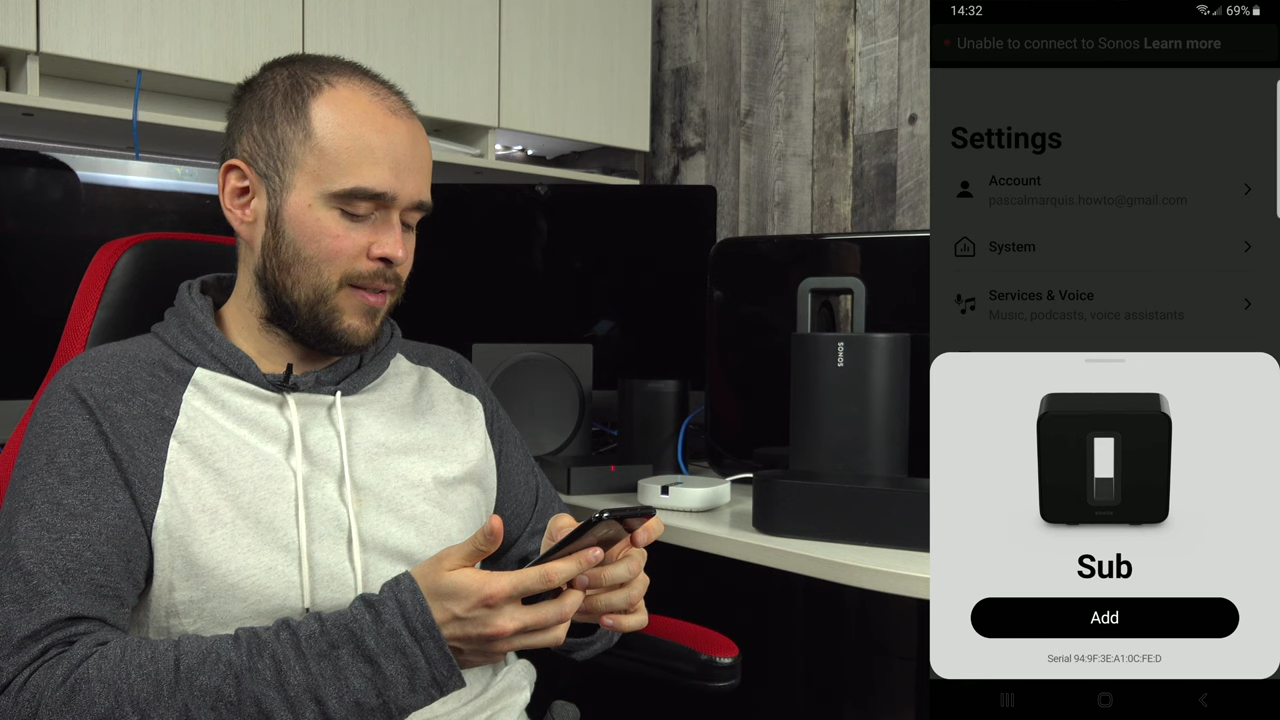 14:32
69%
Unable to connect to Sonos Learn more
Settings
Account
pascalmarquis.howto@gmail.com
System
Services & Voice
Music, podcasts, voice assistants
SONOS
SONOS
Sub
Add
Serial 94:9F:3E:A1:0C:FE:D